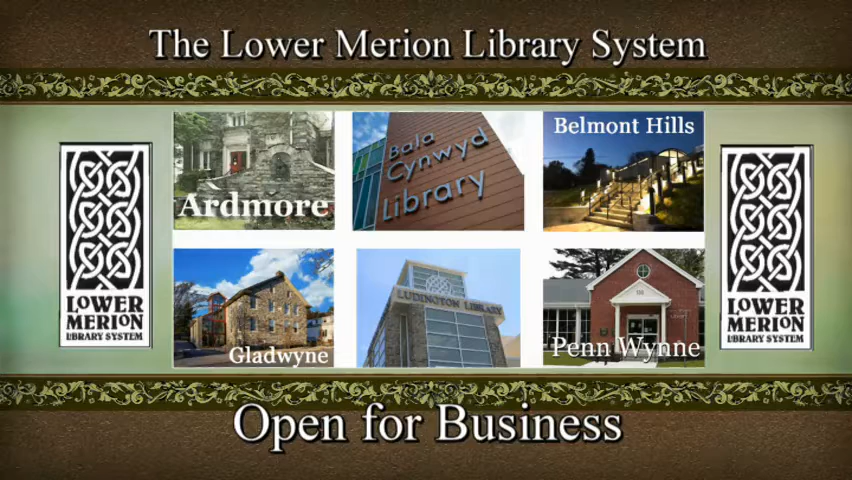 The Lower Merion Library System
LOWER
MERION
LIBRARY SYSTEM
Ardmore
Bala
Cynwyd
Library
Belmont Hills
Gladwyne
LUDINGTON LIBRARY
Penn Wynne
LOWER
MERION
LIBRARY SYSTEM
Open for Business